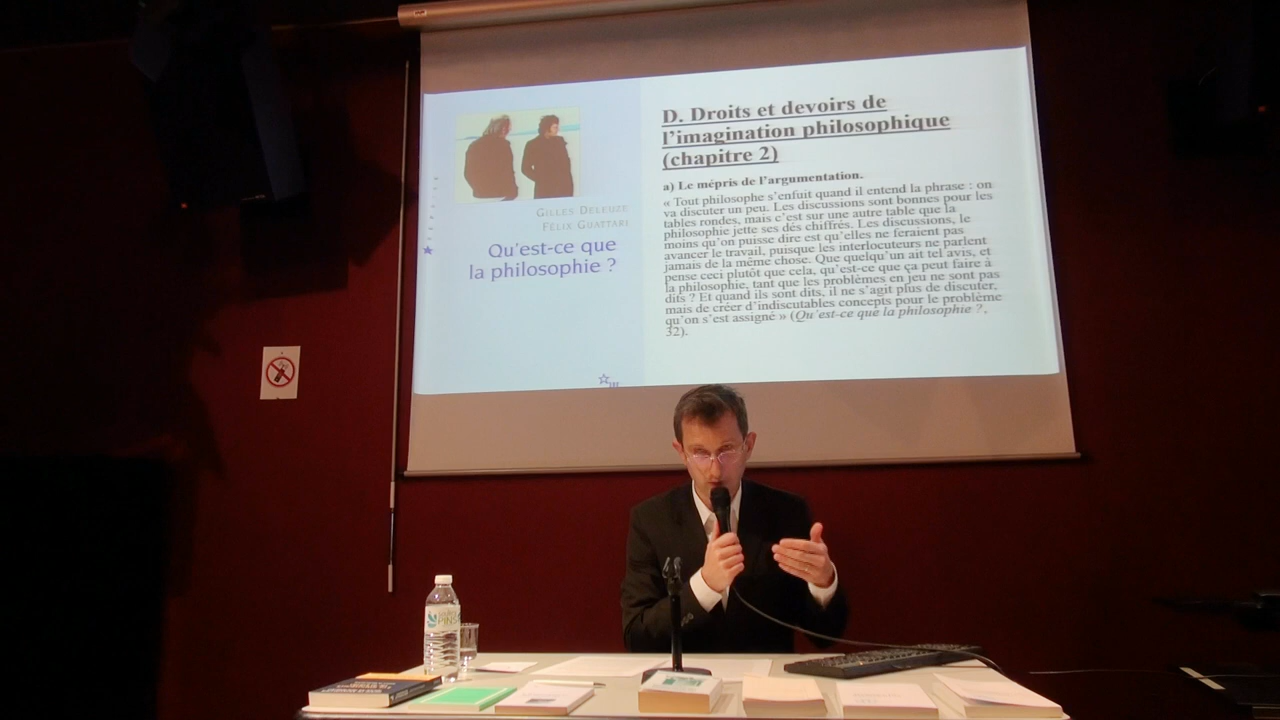 GILLES DELEUZE
FÉLIX GUATTARI
Qu'est-ce que
la philosophie ?
D. Droits et devoirs de
l'imagination philosophique
(chapitre 2)
a) Le mépris de l'argumentation.
« Tout philosophe s'enfuit quand il entend la phrase : on
va discuter un peu. Les discussions sont bonnes pour les
tables rondes, mais c'est sur une autre table que la
philosophie jette ses dés chiffrés. Les discussions, le
moins qu'on puisse dire est qu'elles ne feraient pas
avancer le travail, puisque les interlocuteurs ne parlent
jamais de la même chose. Que quelqu'un ait tel avis, et
pense ceci plutôt que cela, qu'est-ce que ça peut faire à
la philosophie, tant que les problèmes en jeu ne sont pas
dits ? Et quand ils sont dits, il ne s'agit plus de discuter,
mais de créer d'indiscutables concepts pour le problème
qu'on s'est assigné » (Qu'est-ce que la philosophie ?,
32).